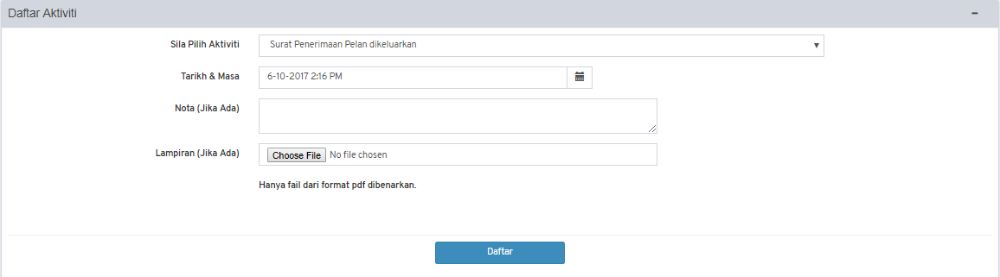 Daftar Aktiviti
Sila Pilih Aktiviti Surat Penerimaan Pelan dikeluarkan
Tarikh & Masa 6-10-2017 2:16 PM
Nota (Jika Ada)
Lampiran (Jika Ada) Choose File No file chosen
Hanya fail dari format pdf dibenarkan.
Daftar